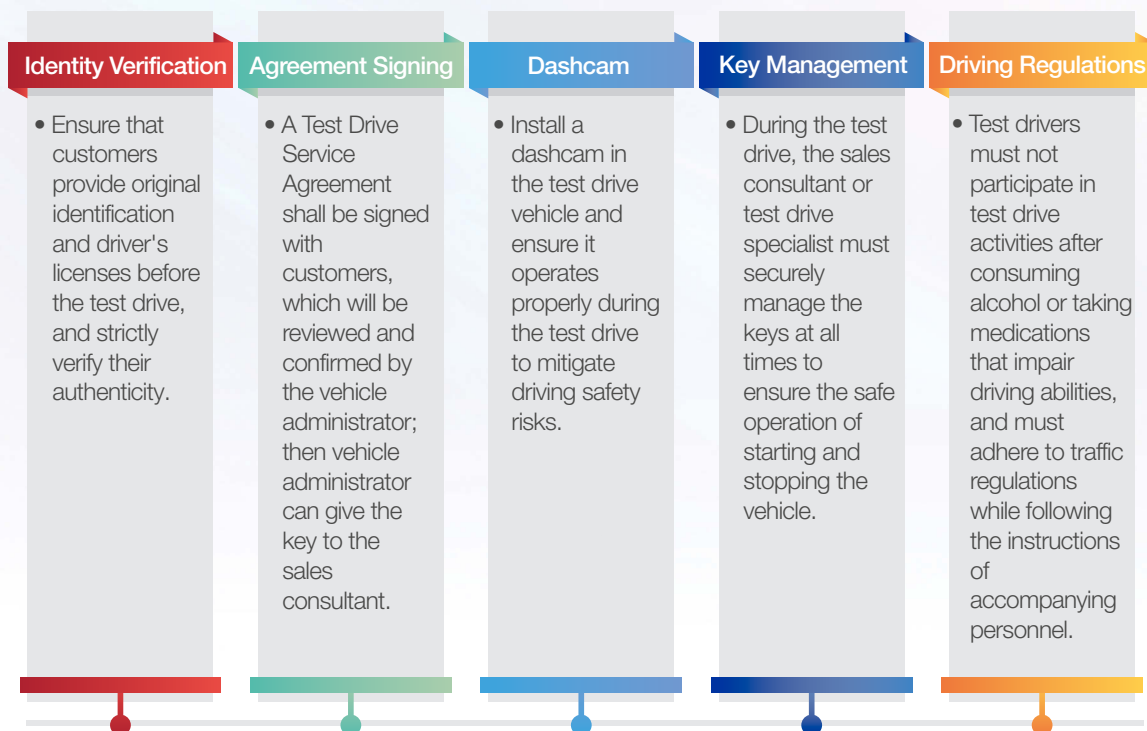 Identity Verification
• Ensure that
customers
provide original
identification
and driver's
licenses before
the test drive,
and strictly
verify their
authenticity.
Agreement Signing
• A Test Drive
Service
Agreement
shall be signed
with
customers,
which will be
reviewed and
confirmed by
the vehicle
administrator;
then vehicle
administrator
can give the
key to the
sales
consultant.
Dashcam
• Install a
dashcam in
the test drive
vehicle and
ensure it
operates
properly during
the test drive
to mitigate
driving safety
risks.
Key Management
• During the test
drive, the sales
consultant or
test drive
specialist must
securely
manage the
keys at all
times to
ensure the safe
operation of
starting and
stopping the
vehicle.
Driving Regulations
• Test drivers
must not
participate in
test drive
activities after
consuming
alcohol or taking
medications
that impair
driving abilities,
and must
adhere to traffic
regulations
while following
the instructions
of
accompanying
personnel.